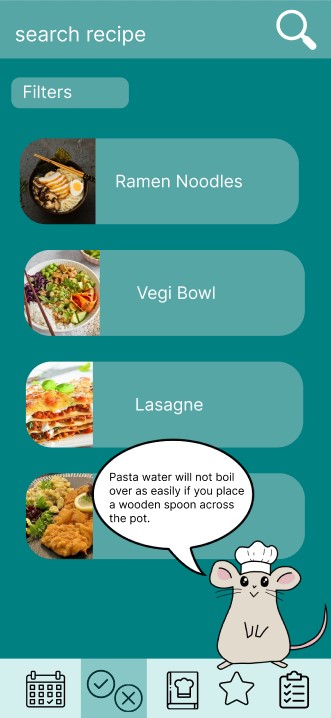 search recipe
Filters
Ramen Noodles
Vegi Bowl
Lasagne
Pasta water will not boil
over as easily if you place
a wooden spoon across
the pot.